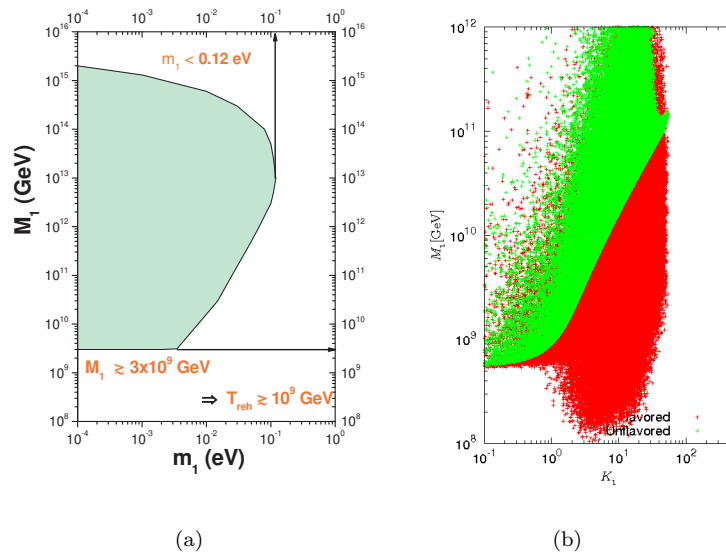 10⁻⁴ 10⁻³ 10⁻² 10⁻¹ 10⁰
10¹⁶ 10¹⁶
10¹⁵ 10¹⁵
10¹⁴ 10¹⁴
10¹³ 10¹³
10¹² 10¹²
10¹¹ 10¹¹
10¹⁰ 10¹⁰
10⁹ 10⁹
10⁸ 10⁸
10⁻⁴ 10⁻³ 10⁻² 10⁻¹ 10⁰
M₁ (GeV)
m₁ (eV)
m₁ < 0.12 eV
M₁ ≳ 3x10⁹ GeV
⇒ T_reh ≳ 10⁹ GeV
(a)
10¹²
10¹¹
10¹⁰
10⁹
10⁸
M₁[GeV]
Unflavored
10⁻¹ 10⁰ 10¹ 10²
K₁
(b)